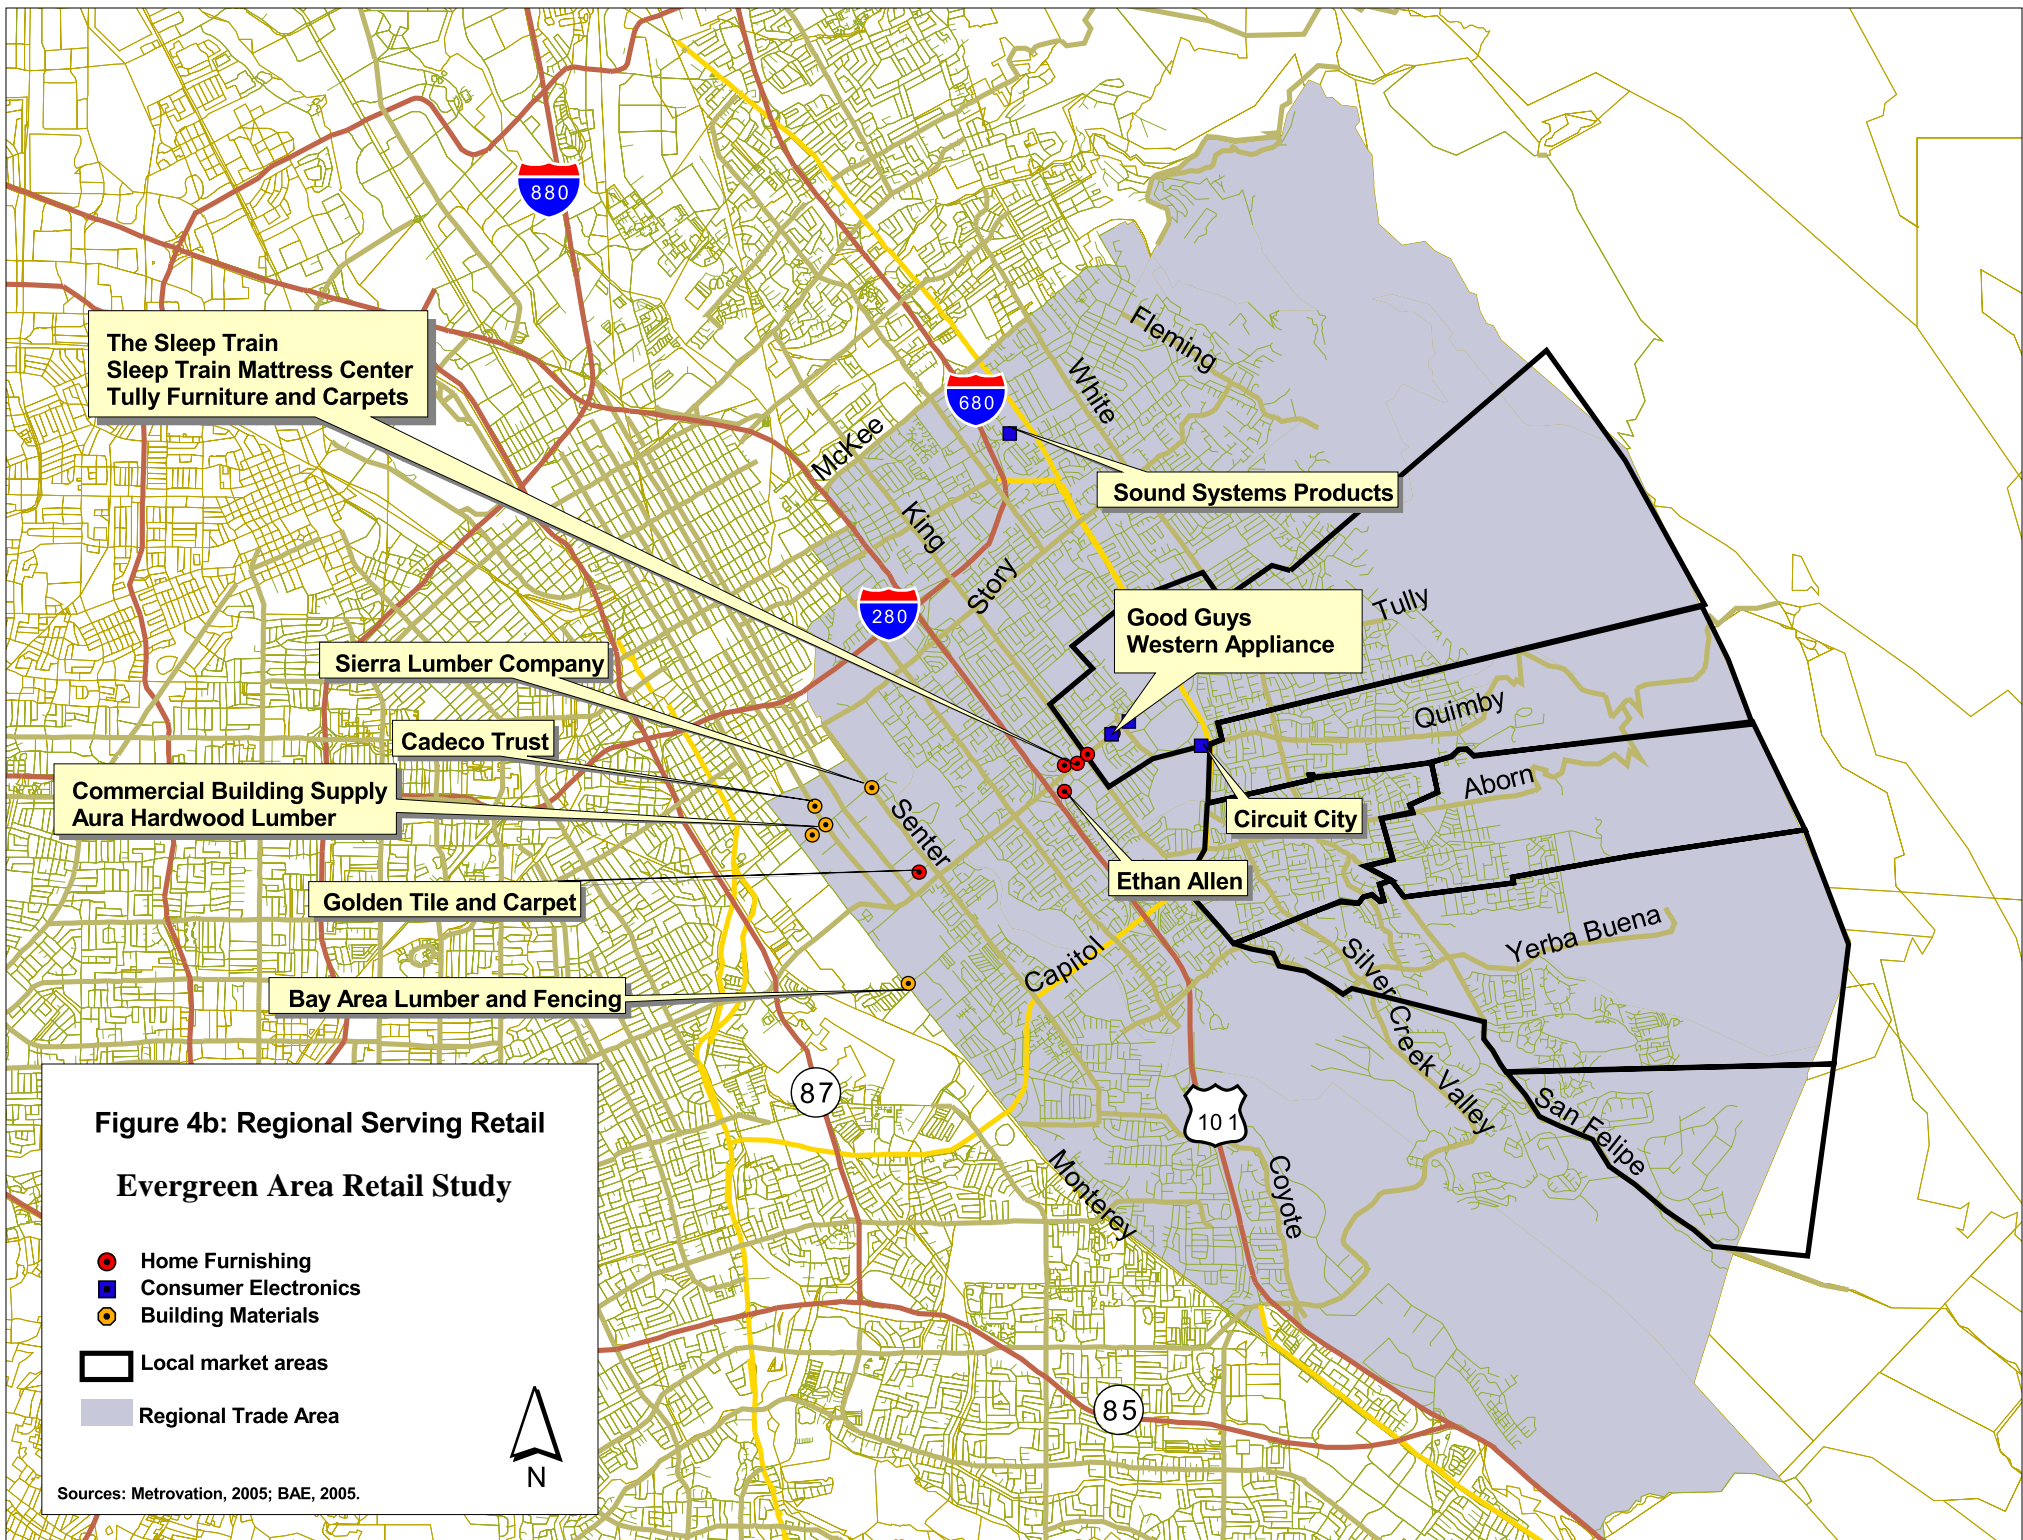 880
The Sleep Train
Sleep Train Mattress Center
Tully Furniture and Carpets
Fleming
White
680
McKee
Sound Systems Products
King
Story
280
Tully
Good Guys
Western Appliance
Sierra Lumber Company
Quimby
Cadeco Trust
Aborn
Commercial Building Supply
Aura Hardwood Lumber
Senter
Circuit City
Ethan Allen
Golden Tile and Carpet
Yerba Buena
Capitol
Silver Creek Valley
Bay Area Lumber and Fencing
87
101
San Felipe
Monterey
Coyote
85
Figure 4b: Regional Serving Retail
Evergreen Area Retail Study
Home Furnishing
Consumer Electronics
Building Materials
Local market areas
Regional Trade Area
N
Sources: Metrovation, 2005; BAE, 2005.